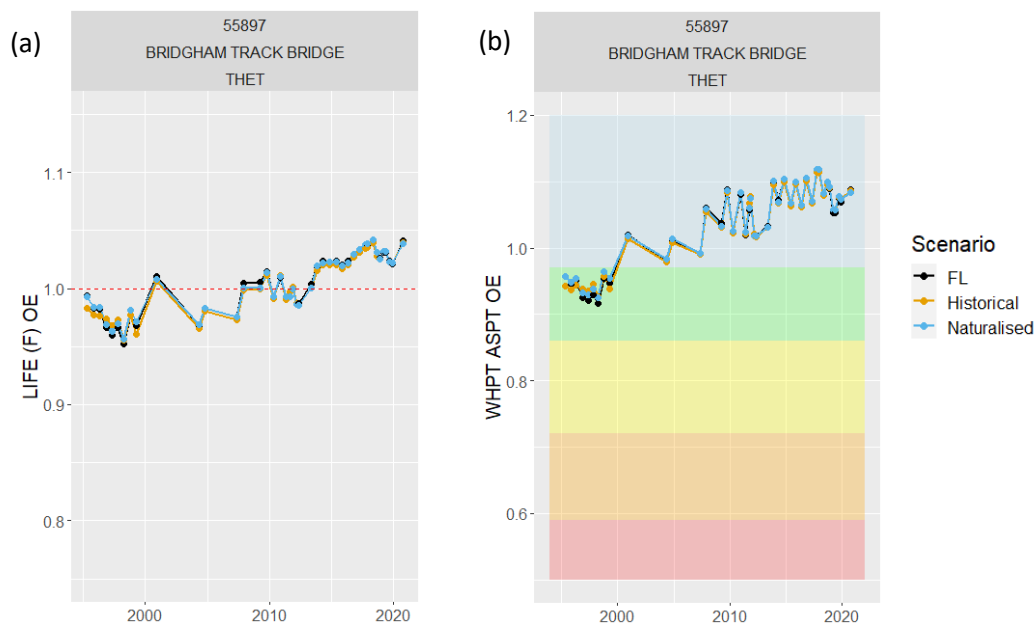 (a)
55897
BRIDGHAM TRACK BRIDGE
THET
LIFE (F) OE
1.1
1.0
0.9
0.8
2000
2010
2020
(b)
55897
BRIDGHAM TRACK BRIDGE
THET
WHPT ASPT OE
1.2
1.0
0.8
0.6
2000
2010
2020
Scenario
FL
Historical
Naturalised